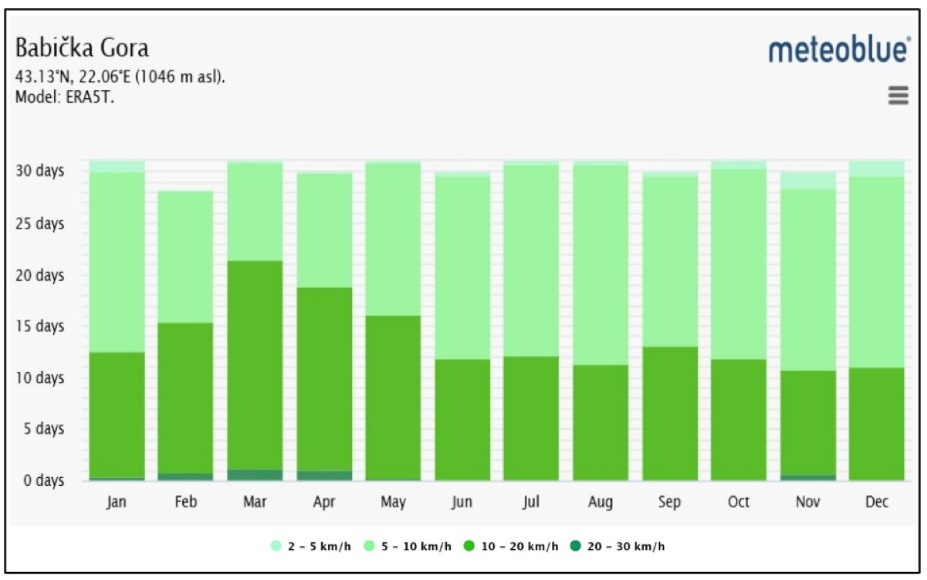 Babička Gora
meteoblue®
43.13°N, 22.06°E (1046 m asl).
Model: ERA5T.
30 days
25 days
20 days
15 days
10 days
5 days
0 days
Jan Feb Mar Apr May Jun Jul Aug Sep Oct Nov Dec
2 – 5 km/h 5 – 10 km/h 10 – 20 km/h 20 – 30 km/h